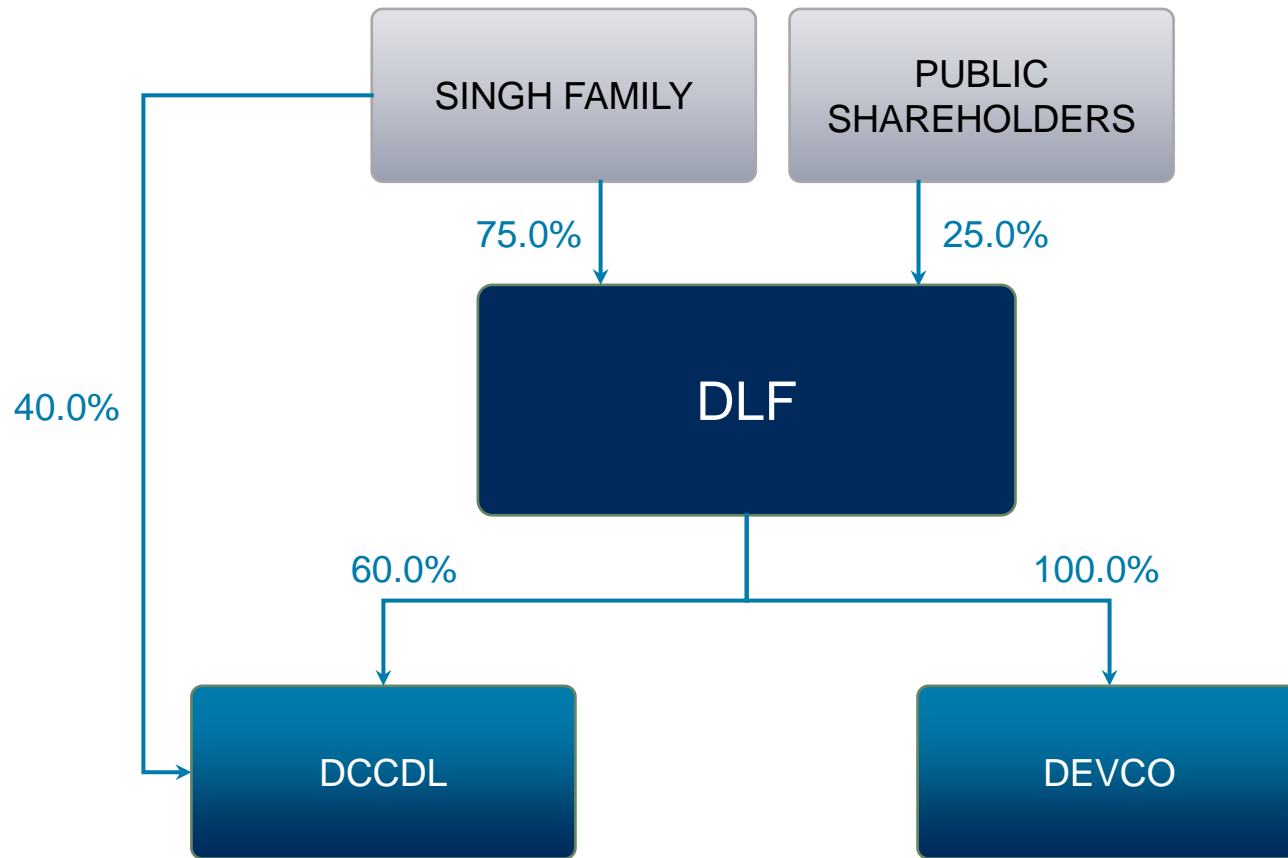 SINGH FAMILY
PUBLIC
SHAREHOLDERS
75.0%
25.0%
DLF
40.0%
60.0%
100.0%
DCCDL
DEVCO